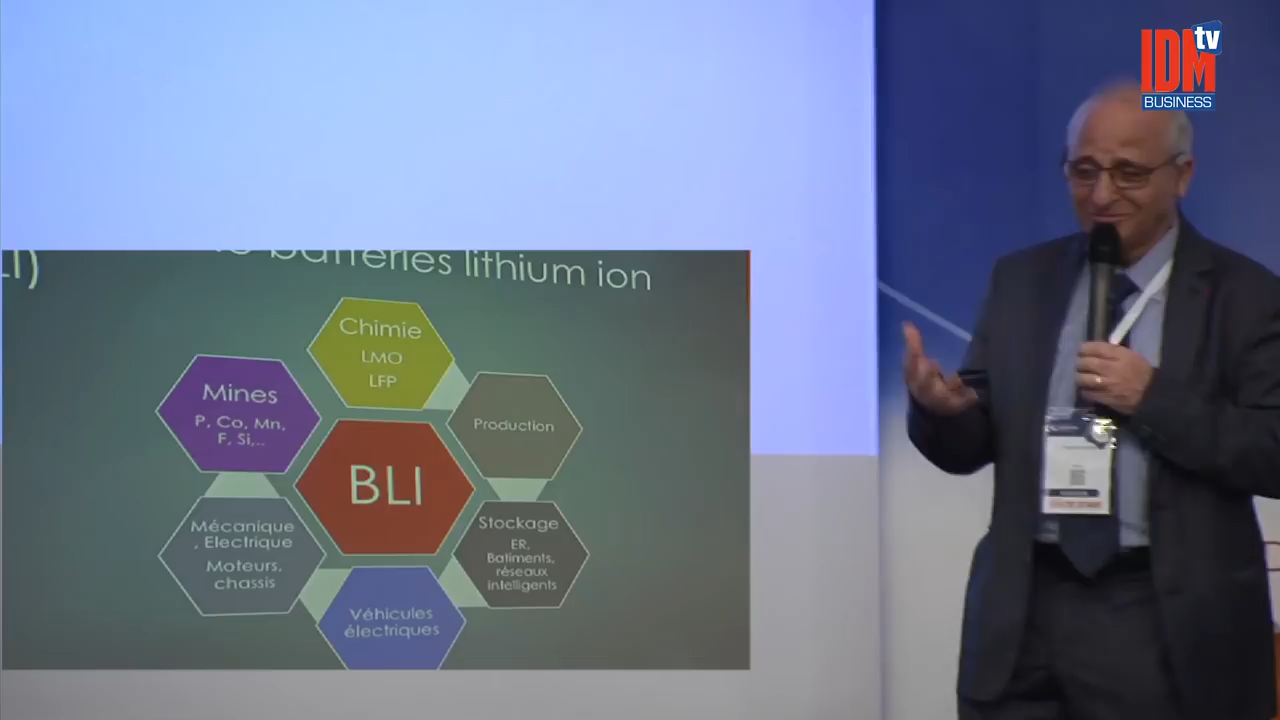 IDM tv
BUSINESS
LI)
batteries lithium ion
Chimie
LMO
LFP
Mines
P, Co, Mn,
F, Si,..
Production
BLI
Mécanique
, Electrique
Moteurs,
chassis
Stockage
ER,
Batiments,
réseaux
intelligents
Véhicules
électriques